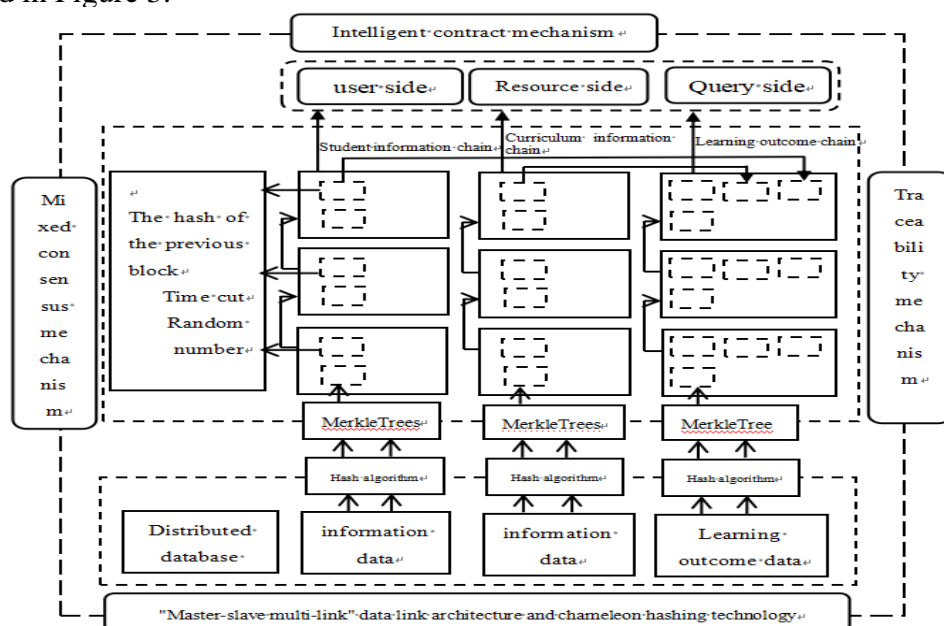 d in Figure 3.
Intelligent contract mechanism
user side
Resource side
Query side
Student information chain
Curriculum information
chain
Learning outcome chain
Mi
xed
con
sen
sus
me
cha
nis
m
The hash of
the previous
block
Time cut
Random
number
Tra
cea
bili
ty
me
cha
nis
m
MerkleTrees
MerkleTrees
MerkleTree
Hash algorithm
Hash algorithm
Hash algorithm
Distributed
database
information
data
information
data
Learning
outcome data
"Master-slave multi-link" data link architecture and chameleon hashing technology